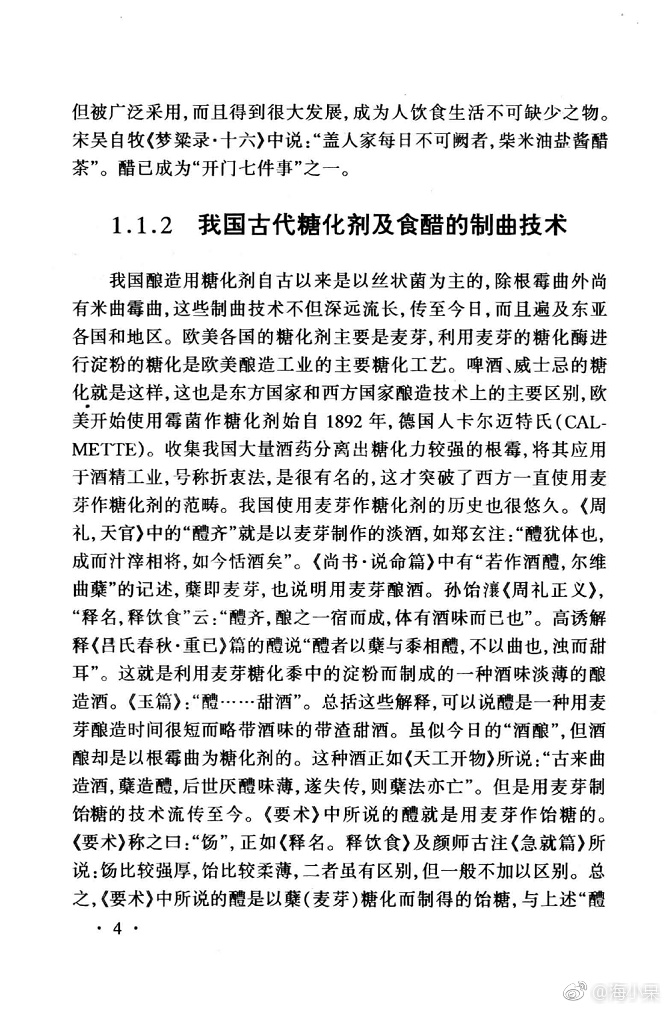 但被广泛采用,而且得到很大发展,成为人饮食生活不可缺少之物。
宋吴自牧《梦粱录·十六》中说:“盖人家每日不可阙者,柴米油盐酱醋
茶”。醋已成为“开门七件事”之一。
1.1.2 我国古代糖化剂及食醋的制曲技术
我国酿造用糖化剂自古以来是以丝状菌为主的,除根霉曲外尚
有米曲霉曲,这些制曲技术不但深远流长,传至今日,而且遍及东亚
各国和地区。欧美各国的糖化剂主要是麦芽,利用麦芽的糖化酶进
行淀粉的糖化是欧美酿造工业的主要糖化工艺。啤酒、威士忌的糖
化就是这样,这也是东方国家和西方国家酿造技术上的主要区别,欧
美开始使用霉菌作糖化剂始自1892年,德国人卡尔迈特氏(CAL-
METTE)。收集我国大量酒药分离出糖化力较强的根霉,将其应用
于酒精工业,号称折衷法,是很有名的,这才突破了西方一直使用麦
芽作糖化剂的范畴。我国使用麦芽作糖化剂的历史也很悠久。《周
礼,天官》中的“醴齐”就是以麦芽制作的淡酒,如郑玄注:“醴犹体也,
成而汁滓相将,如今恬酒矣”。《尚书·说命篇》中有“若作酒醴,尔维
曲蘖”的记述,蘖即麦芽,也说明用麦芽酿酒。孙饴瀼《周礼正义》,
“释名,释饮食”云:“醴齐,酿之一宿而成,体有酒味而已也”。高诱解
释《吕氏春秋·重已》篇的醴说“醴者以蘖与黍相醴,不以曲也,浊而甜
耳”。这就是利用麦芽糖化黍中的淀粉而制成的一种酒味淡薄的酿
造酒。《玉篇》:“醴……甜酒”。总括这些解释,可以说醴是一种用麦
芽酿造时间很短而略带酒味的带渣甜酒。虽似今日的“酒酿”,但酒
酿却是以根霉曲为糖化剂的。这种酒正如《天工开物》所说:“古来曲
造酒,蘖造醴,后世厌醴味薄,遂失传,则蘖法亦亡”。但是用麦芽制
饴糖的技术流传至今。《要术》中所说的醴就是用麦芽作饴糖的。
《要术》称之曰:“饧”,正如《释名。释饮食》及颜师古注《急就篇》所
说:饧比较强厚,饴比较柔薄,二者虽有区别,但一般不加以区别。总
之,《要术》中所说的醴是以蘖(麦芽)糖化而制得的饴糖,与上述“醴
· 4 ·
@海小呆